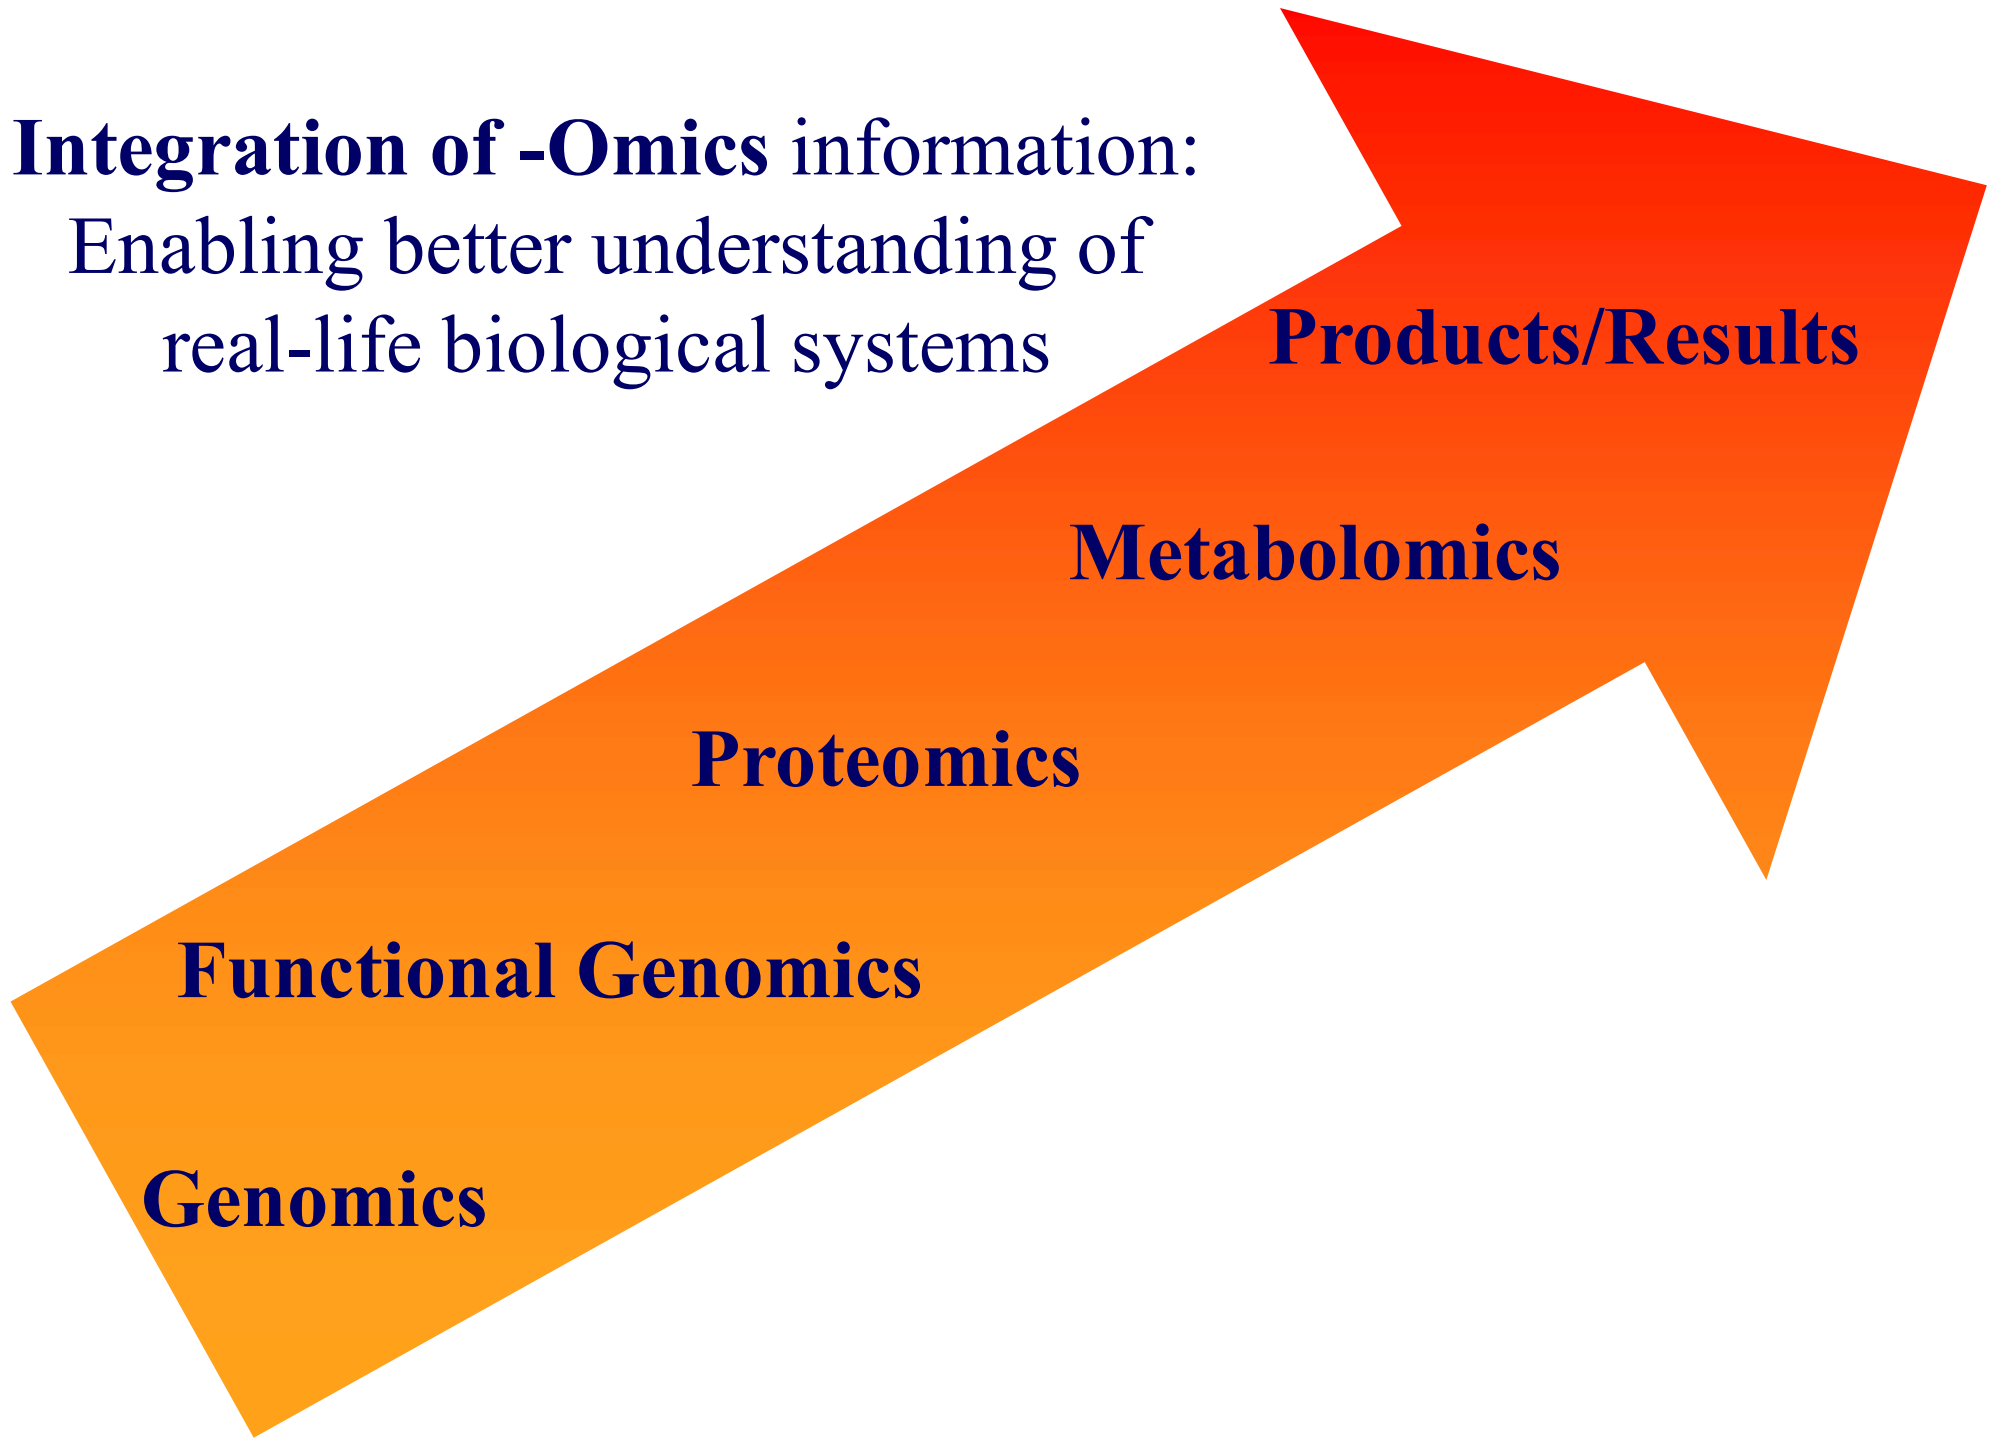 Integration of -Omics information:
Enabling better understanding of
real-life biological systems
Products/Results
Metabolomics
Proteomics
Functional Genomics
Genomics